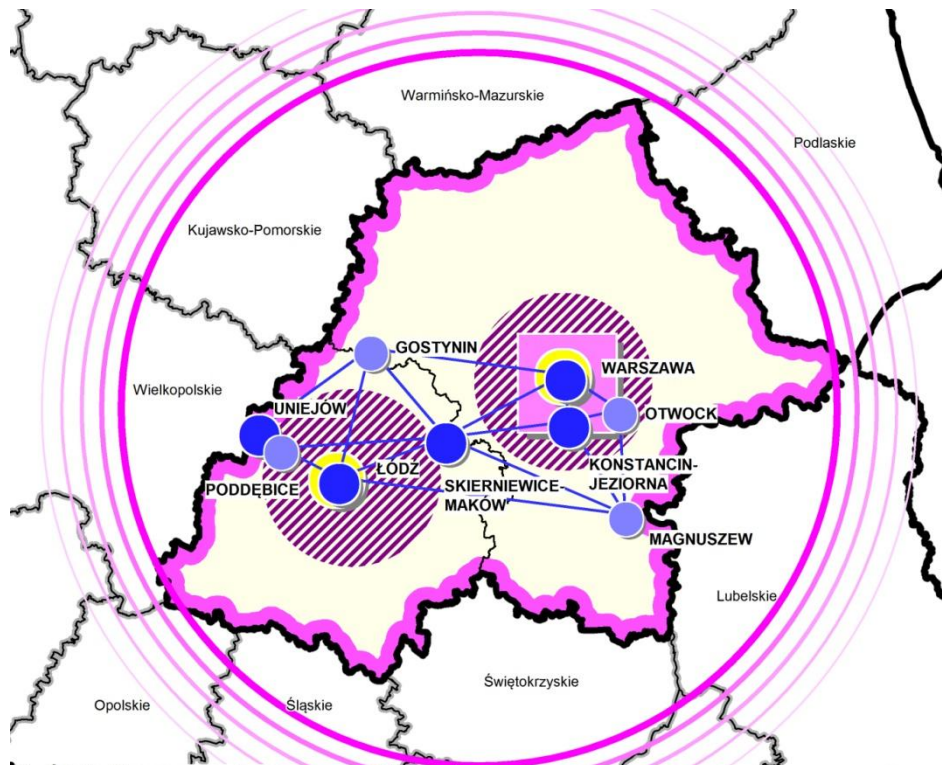 Warmińsko-Mazurskie
Podlaskie
Kujawsko-Pomorskie
GOSTYNIN
WARSZAWA
Wielkopolskie
UNIEJÓW
OTWOCK
ŁÓDŹ
KONSTANCIN-
JEZIORNA
PODDĘBICE
SKIERNIEWICE-
MAKÓW
MAGNUSZEW
Lubelskie
Świętokrzyskie
Opolskie
Śląskie